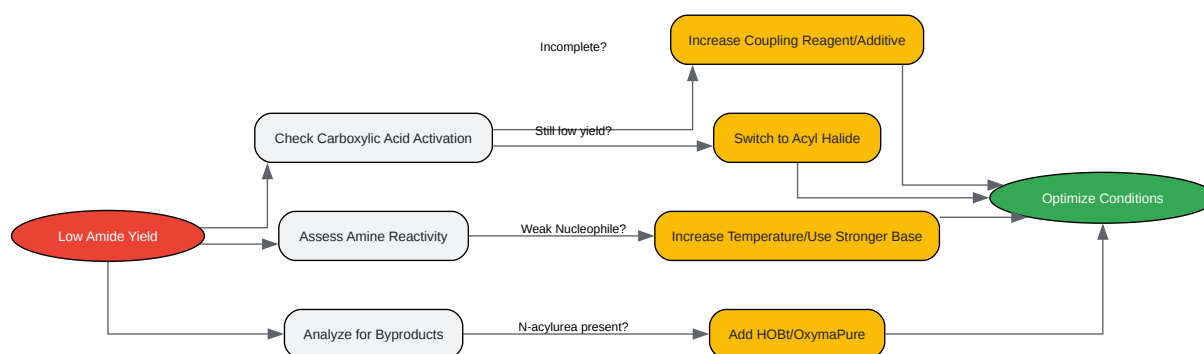 Increase Coupling Reagent/Additive
Incomplete?
Still low yield?
Check Carboxylic Acid Activation
Switch to Acyl Halide
Optimize Conditions
Low Amide Yield
Assess Amine Reactivity
Weak Nucleophile?
Increase Temperature/Use Stronger Base
Analyze for Byproducts
N-acylurea present?
Add HOBt/OxymaPure